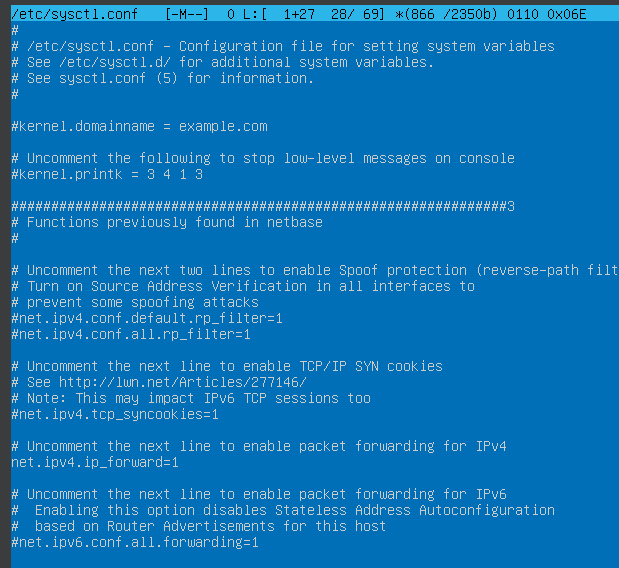 /etc/sysctl.conf   [-M--]  0 L:[  1+27  28/ 69] *(866 /2350b) 0110 0x06E
#
# /etc/sysctl.conf - Configuration file for setting system variables
# See /etc/sysctl.d/ for additional system variables.
# See sysctl.conf (5) for information.
#
#kernel.domainname = example.com
# Uncomment the following to stop low-level messages on console
#kernel.printk = 3 4 1 3
##############################################################3
# Functions previously found in netbase
#
# Uncomment the next two lines to enable Spoof protection (reverse-path filt
# Turn on Source Address Verification in all interfaces to
# prevent some spoofing attacks
#net.ipv4.conf.default.rp_filter=1
#net.ipv4.conf.all.rp_filter=1
# Uncomment the next line to enable TCP/IP SYN cookies
# See http://lwn.net/Articles/277146/
# Note: This may impact IPv6 TCP sessions too
#net.ipv4.tcp_syncookies=1
# Uncomment the next line to enable packet forwarding for IPv4
net.ipv4.ip_forward=1
# Uncomment the next line to enable packet forwarding for IPv6
#  Enabling this option disables Stateless Address Autoconfiguration
#  based on Router Advertisements for this host
#net.ipv6.conf.all.forwarding=1